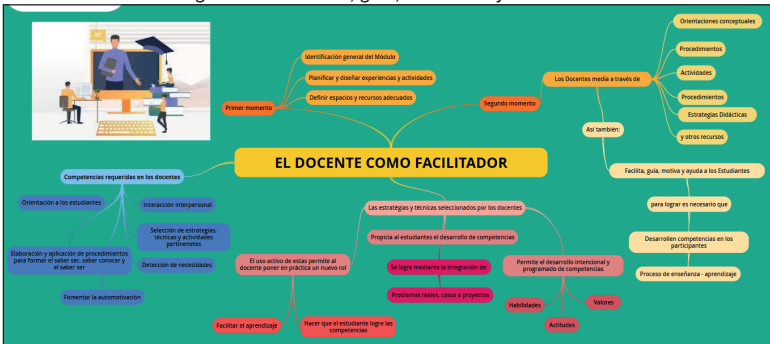 Orientaciones conceptuales
Identificación general del Módulo
Procedimientos
Planificar y diseñar experiencias y actividades
Los Docentes media a través de
Actividades
Definir espacios y recursos adecuados
Primer momento
Segundo momento
Procedimientos
Estrategias Didácticas
Así también:
y otros recursos
EL DOCENTE COMO FACILITADOR
Competencias requeridas en los docentes
Facilita, guia, motiva y ayuda a los Estudiantes
Orientación a los estudiantes
Interacción interpersonal
Las estratégias y técnicas seleccionados por los docentes
para lograr es necesario que
Selección de estrategias,
técnicas y actividades
pertinenetes
Propicia al estudiantes el desarrollo de competencias
Desarrollen competencias en los
participantes
Elaboración y aplicación de procedimientos
para formar el saber ser, saber conocer y
el saber ser
Detección de necesidades
El uso activo de estas permite al
docente poner en práctica un nuevo rol
Se logra mediante la integración de
Permite el desarrollo intencional y
programado de competencias
Proceso de enseñanza - aprendizaje
Fomentar la automotivación
Problemas reales, casos o proyectos
Habilidades
Valores
Facilitar el aprendizaje
Hacer que el estudiante logre las
competencias
Actitudes